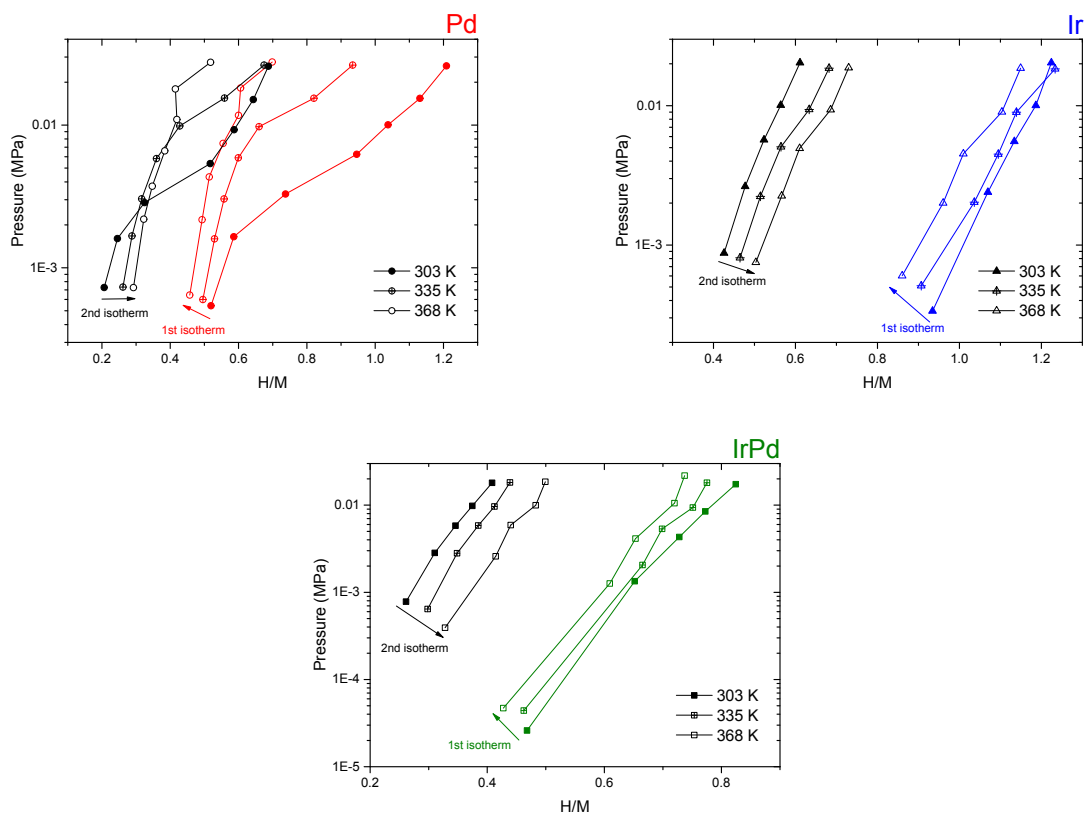 Pd
Pressure (MPa)
0.01
1E-3
303 K
335 K
368 K
2nd isotherm
1st isotherm
0.2 0.4 0.6 0.8 1.0 1.2
H/M
Ir
Pressure (MPa)
0.01
1E-3
303 K
335 K
368 K
2nd isotherm
1st isotherm
0.4 0.6 0.8 1.0 1.2
H/M
IrPd
Pressure (MPa)
0.01
1E-3
1E-4
1E-5
2nd isotherm
303 K
335 K
368 K
1st isotherm
0.2 0.4 0.6 0.8
H/M